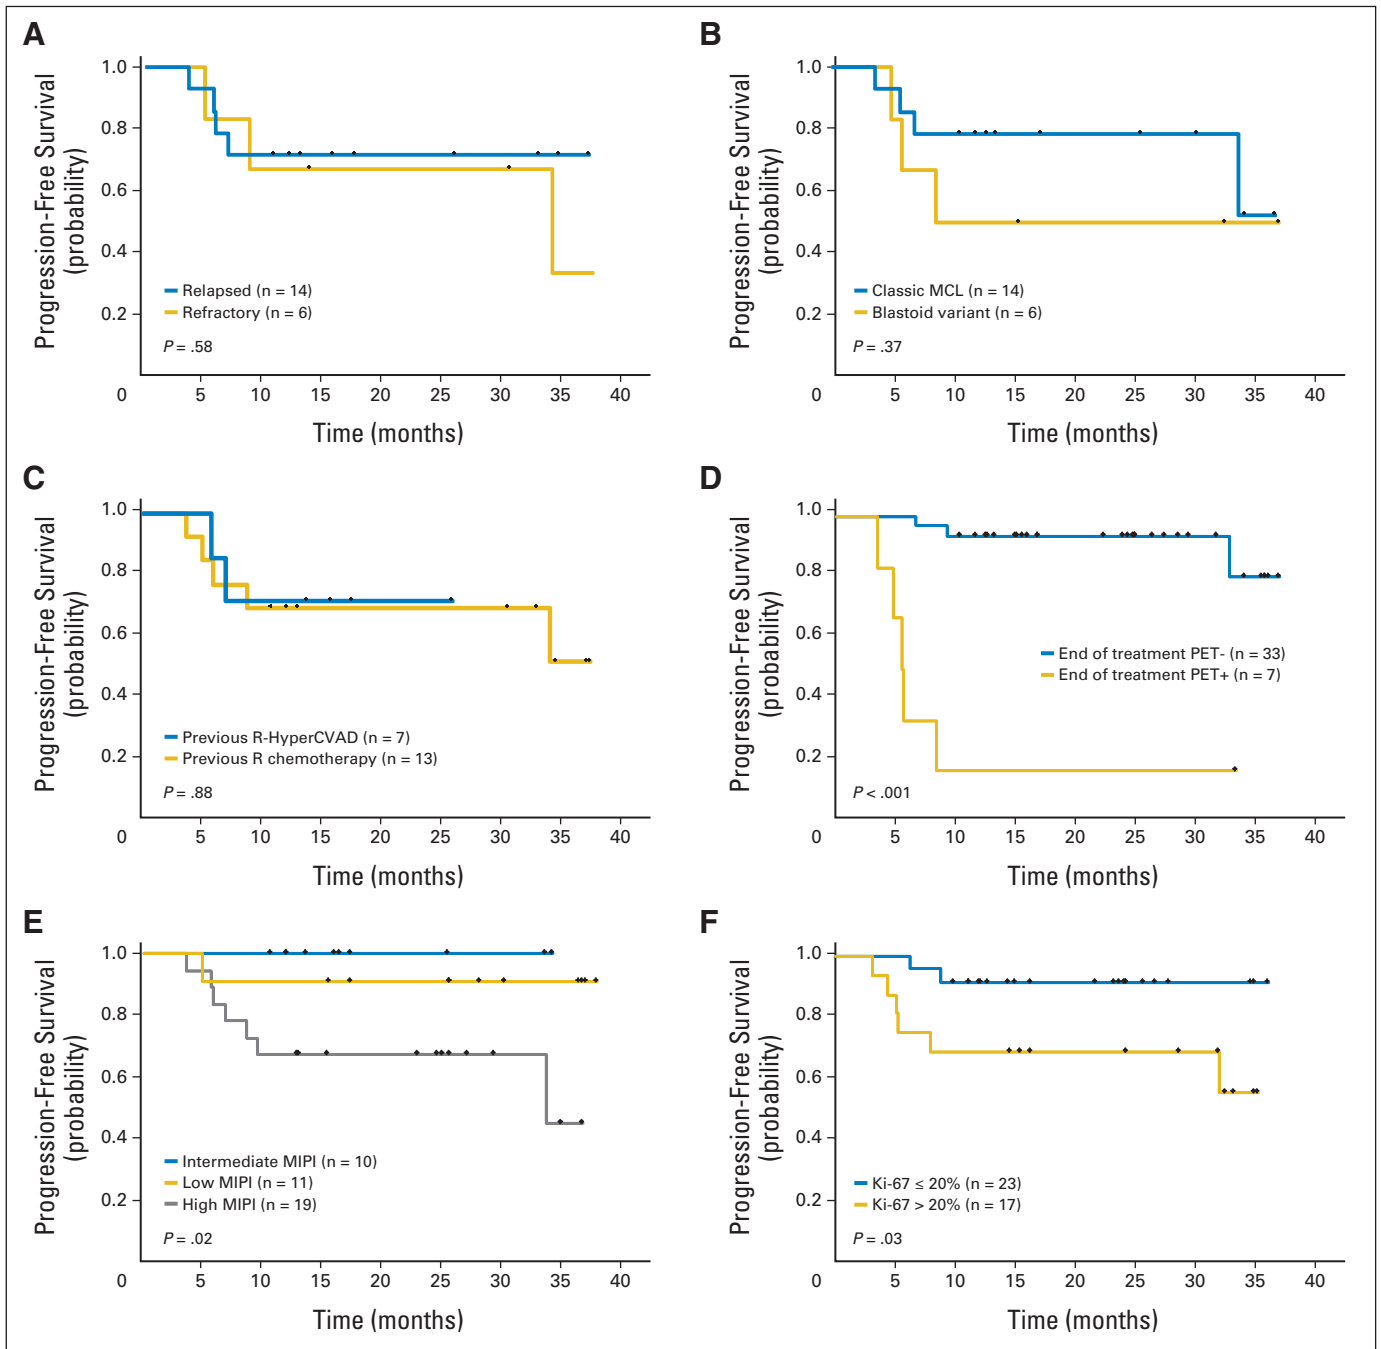 A
Progression-Free Survival
(probability)
1.0
0.8
0.6
0.4
0.2
Relapsed (n = 14)
Refractory (n = 6)
P = .58
0 5 10 15 20 25 30 35 40
Time (months)
B
Progression-Free Survival
(probability)
1.0
0.8
0.6
0.4
0.2
Classic MCL (n = 14)
Blastoid variant (n = 6)
P = .37
0 5 10 15 20 25 30 35 40
Time (months)
C
Progression-Free Survival
(probability)
1.0
0.8
0.6
0.4
0.2
Previous R-HyperCVAD (n = 7)
Previous R chemotherapy (n = 13)
P = .88
0 5 10 15 20 25 30 35 40
Time (months)
D
Progression-Free Survival
(probability)
1.0
0.8
0.6
0.4
0.2
End of treatment PET- (n = 33)
End of treatment PET+ (n = 7)
P < .001
0 5 10 15 20 25 30 35 40
Time (months)
E
Progression-Free Survival
(probability)
1.0
0.8
0.6
0.4
0.2
Intermediate MIPI (n = 10)
Low MIPI (n = 11)
High MIPI (n = 19)
P = .02
0 5 10 15 20 25 30 35 40
Time (months)
F
Progression-Free Survival
(probability)
1.0
0.8
0.6
0.4
0.2
Ki-67 ≤ 20% (n = 23)
Ki-67 > 20% (n = 17)
P = .03
0 5 10 15 20 25 30 35 40
Time (months)